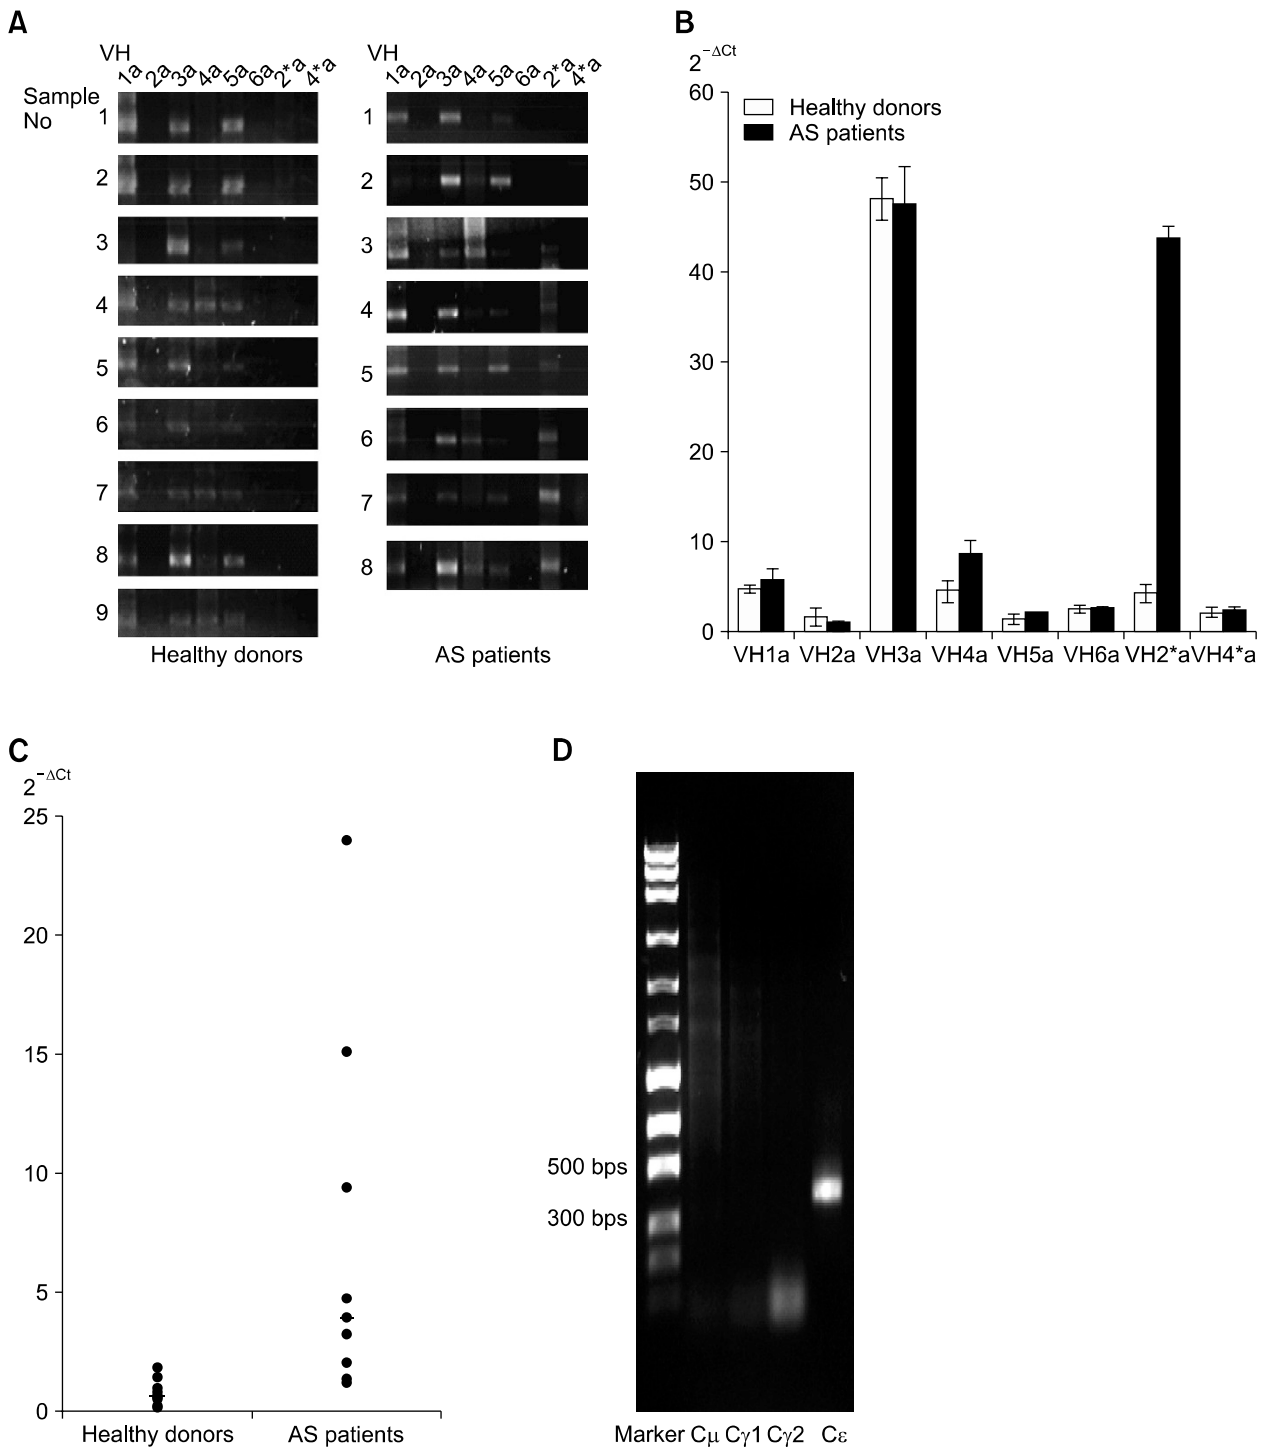 A
VH
1a 2a 3a 4a 5a 6a 2*a 4*a
Sample
No
1
2
3
4
5
6
7
8
9
Healthy donors
VH
1a 2a 3a 4a 5a 6a 2*a 4*a
1
2
3
4
5
6
7
8
AS patients
B
2−ΔCt
60
50
40
30
20
10
0
Healthy donors
AS patients
VH1a VH2a VH3a VH4a VH5a VH6a VH2*a VH4*a
C
2−ΔCt
25
20
15
10
5
0
Healthy donors AS patients
D
500 bps
300 bps
Marker Cμ Cγ1 Cγ2 Cε